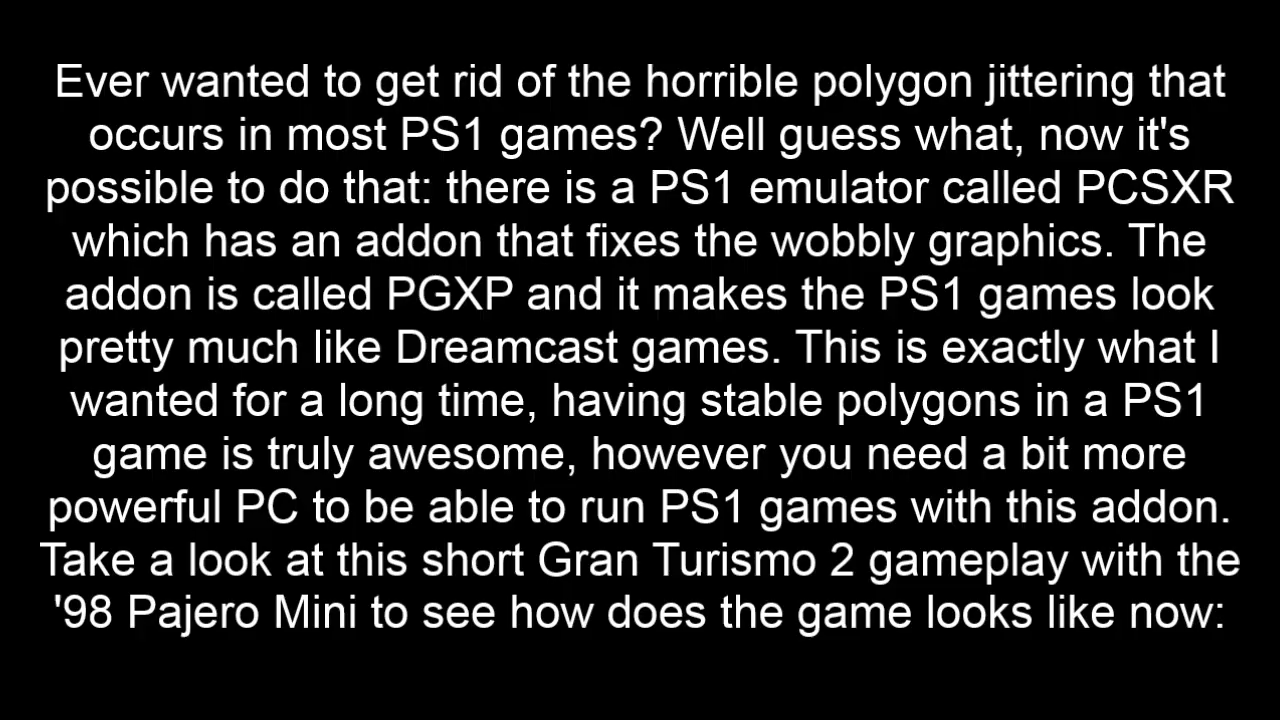 Ever wanted to get rid of the horrible polygon jittering that
occurs in most PS1 games? Well guess what, now it's
possible to do that: there is a PS1 emulator called PCSXR
which has an addon that fixes the wobbly graphics. The
addon is called PGXP and it makes the PS1 games look
pretty much like Dreamcast games. This is exactly what I
wanted for a long time, having stable polygons in a PS1
game is truly awesome, however you need a bit more
powerful PC to be able to run PS1 games with this addon.
Take a look at this short Gran Turismo 2 gameplay with the
'98 Pajero Mini to see how does the game looks like now: